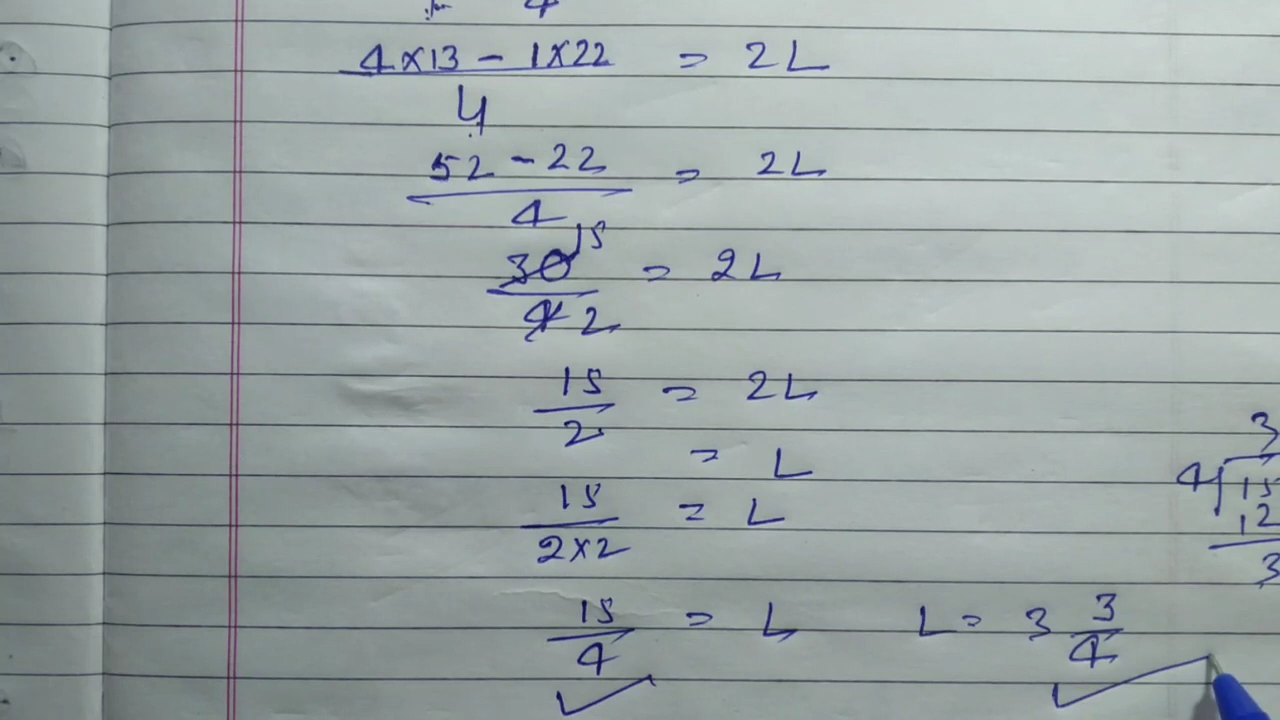 4
4×13 - 1×22 = 2L
4
52 - 22 = 2L
4
15
30 = 2L
4 2
15 = 2L
2
= L
15 = L
2×2
15 = L L = 3 3
4 4
3
4 15
12
3